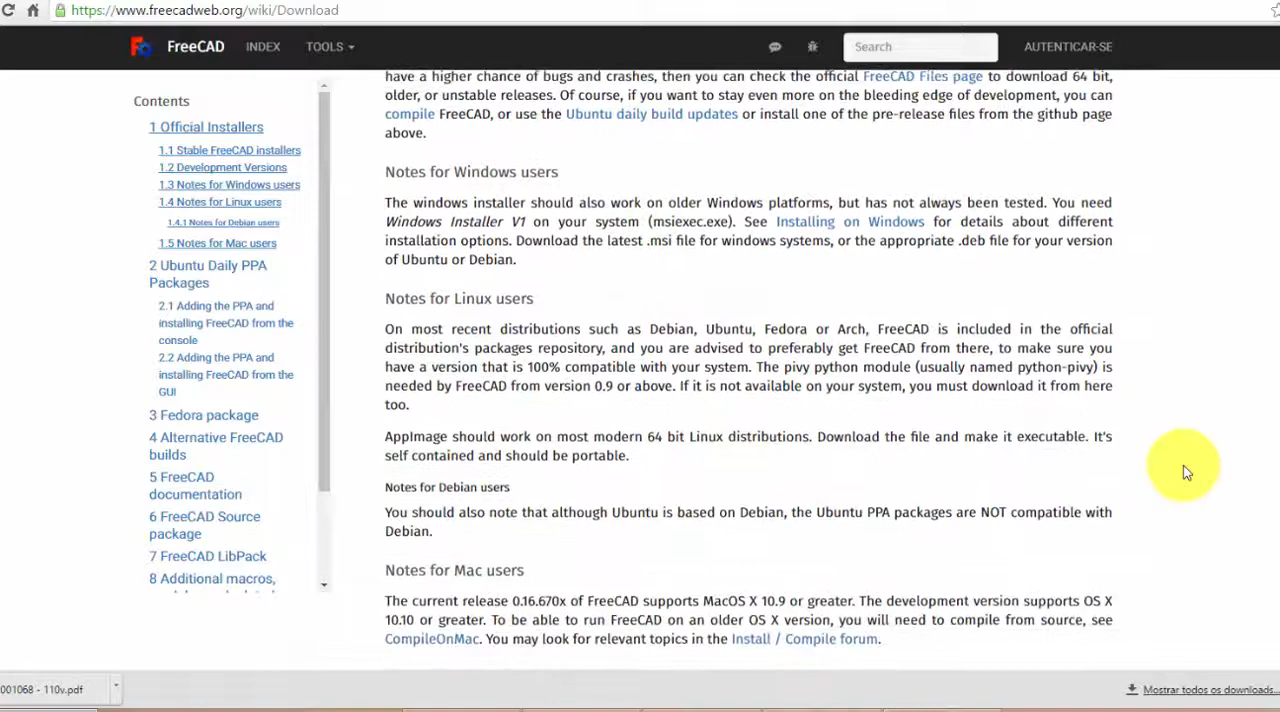 https://www.freecadweb.org/wiki/Download
FreeCAD
INDEX
TOOLS
Search
AUTENTICAR-SE
Contents
1 Official Installers
1.1 Stable FreeCAD installers
1.2 Development Versions
1.3 Notes for Windows users
1.4 Notes for Linux users
1.4.1 Notes for Debian users
1.5 Notes for Mac users
2 Ubuntu Daily PPA
Packages
2.1 Adding the PPA and
installing FreeCAD from the
console
2.2 Adding the PPA and
installing FreeCAD from the
GUI
3 Fedora package
4 Alternative FreeCAD
builds
5 FreeCAD
documentation
6 FreeCAD Source
package
7 FreeCAD LibPack
8 Additional macros,
have a higher chance of bugs and crashes, then you can check the official FreeCAD Files page to download 64 bit,
older, or unstable releases. Of course, if you want to stay even more on the bleeding edge of development, you can
compile FreeCAD, or use the Ubuntu daily build updates or install one of the pre-release files from the github page
above.
Notes for Windows users
The windows installer should also work on older Windows platforms, but has not always been tested. You need
Windows Installer V1 on your system (msiexec.exe). See Installing on Windows for details about different
installation options. Download the latest .msi file for windows systems, or the appropriate .deb file for your version
of Ubuntu or Debian.
Notes for Linux users
On most recent distributions such as Debian, Ubuntu, Fedora or Arch, FreeCAD is included in the official
distribution's packages repository, and you are advised to preferably get FreeCAD from there, to make sure you
have a version that is 100% compatible with your system. The pivy python module (usually named python-pivy) is
needed by FreeCAD from version 0.9 or above. If it is not available on your system, you must download it from here
too.
AppImage should work on most modern 64 bit Linux distributions. Download the file and make it executable. It's
self contained and should be portable.
Notes for Debian users
You should also note that although Ubuntu is based on Debian, the Ubuntu PPA packages are NOT compatible with
Debian.
Notes for Mac users
The current release 0.16.670x of FreeCAD supports MacOS X 10.9 or greater. The development version supports OS X
10.10 or greater. To be able to run FreeCAD on an older OS X version, you will need to compile from source, see
CompileOnMac. You may look for relevant topics in the Install / Compile forum.
001068 - 110v.pdf
Mostrar todos os downloads...